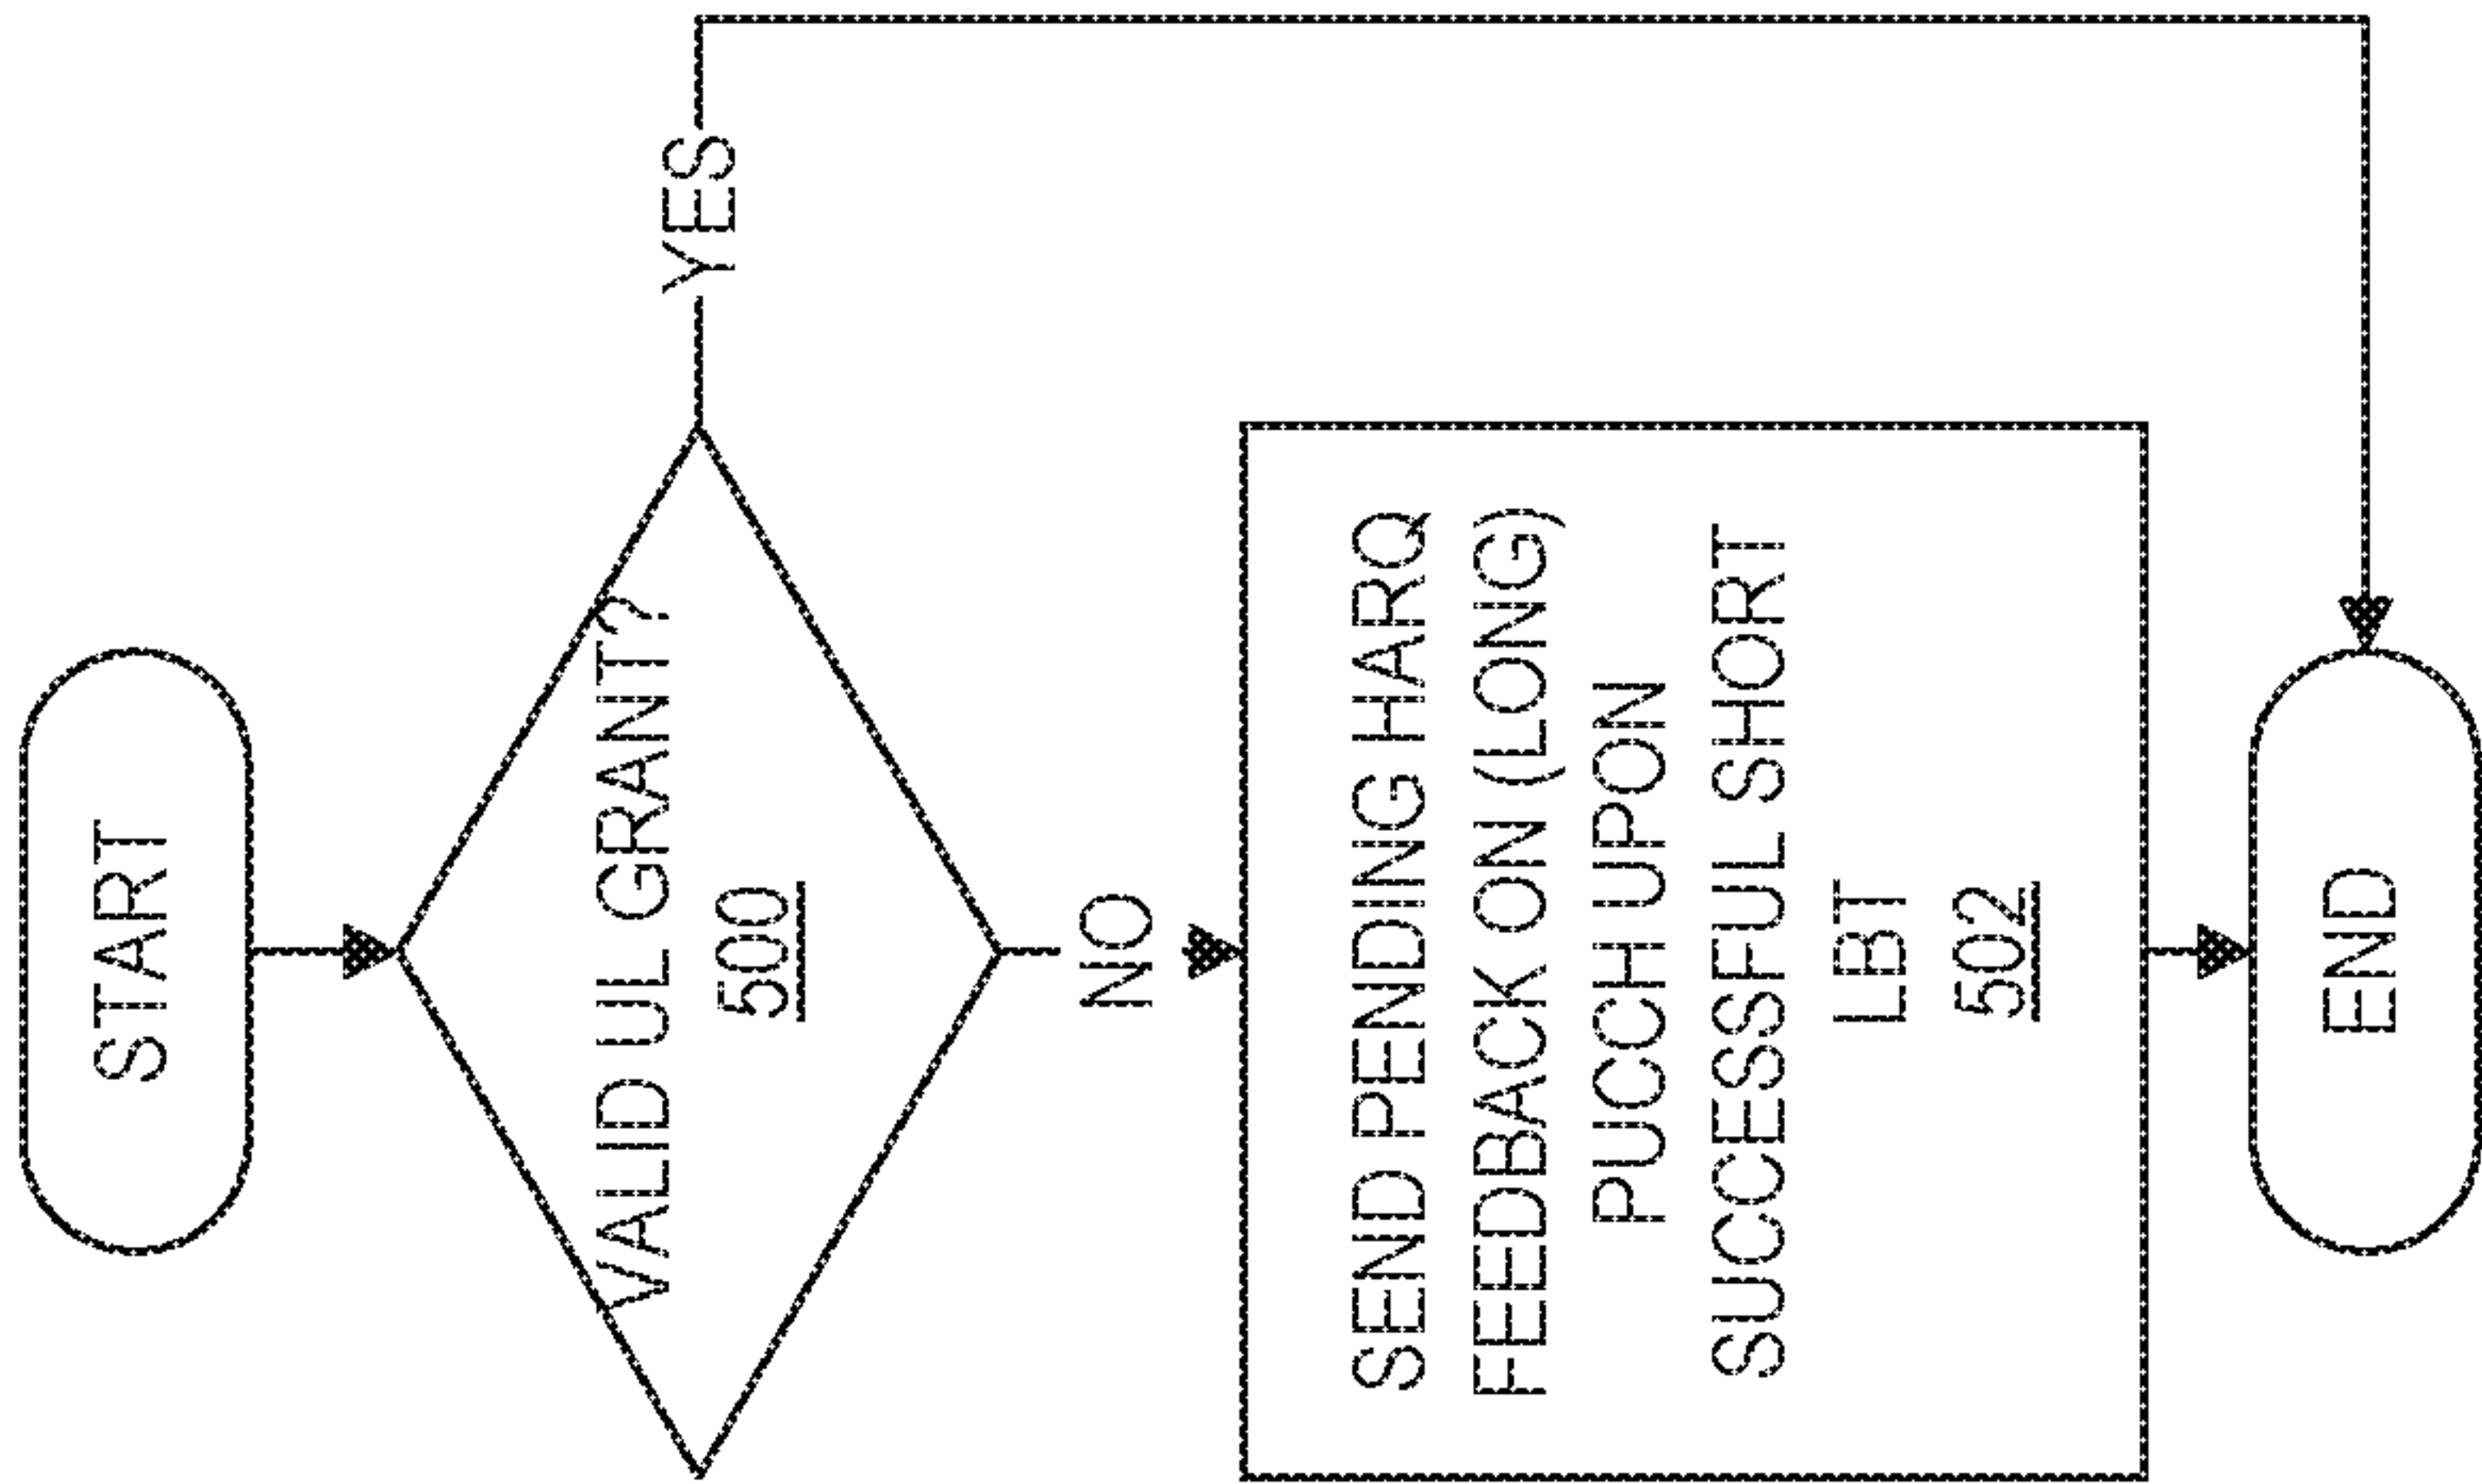 START
VALID UL GRANT?
500
YES
NO
SEND PENDING HARQ
FEEDBACK ON (LONG)
PUCCH UPON
SUCCESSFUL SHORT
LBT
502
END